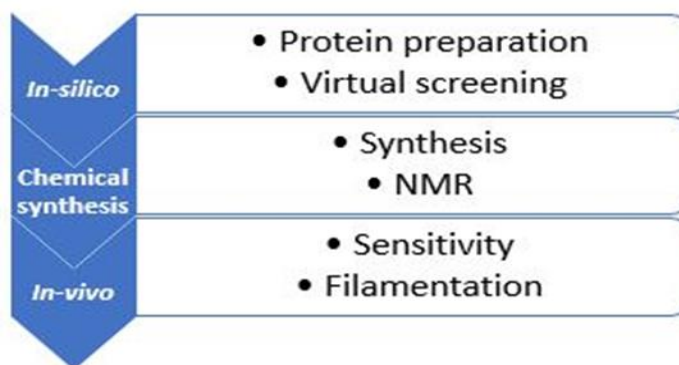 In-silico
• Protein preparation
• Virtual screening
Chemical
synthesis
• Synthesis
• NMR
In-vivo
• Sensitivity
• Filamentation